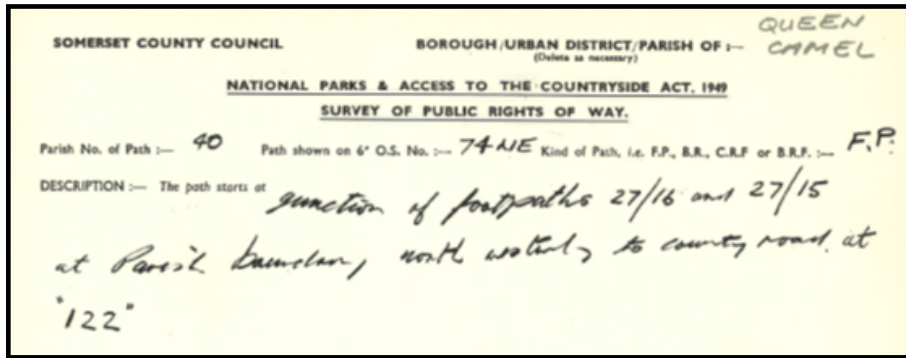 SOMERSET COUNTY COUNCIL BOROUGH/URBAN DISTRICT/PARISH OF :— QUEEN CAMEL
(Delete as necessary)
NATIONAL PARKS & ACCESS TO THE COUNTRYSIDE ACT. 1949
SURVEY OF PUBLIC RIGHTS OF WAY.
Parish No. of Path :— 40 Path shown on 6" O.S. No. :— 74 NE Kind of Path, i.e. F.P., B.R., C.R.F or B.R.F. :— F.P.
DESCRIPTION :— The path starts at junction of footpaths 27/16 and 27/15
at Parish boundary north westerly to county road at
"122"